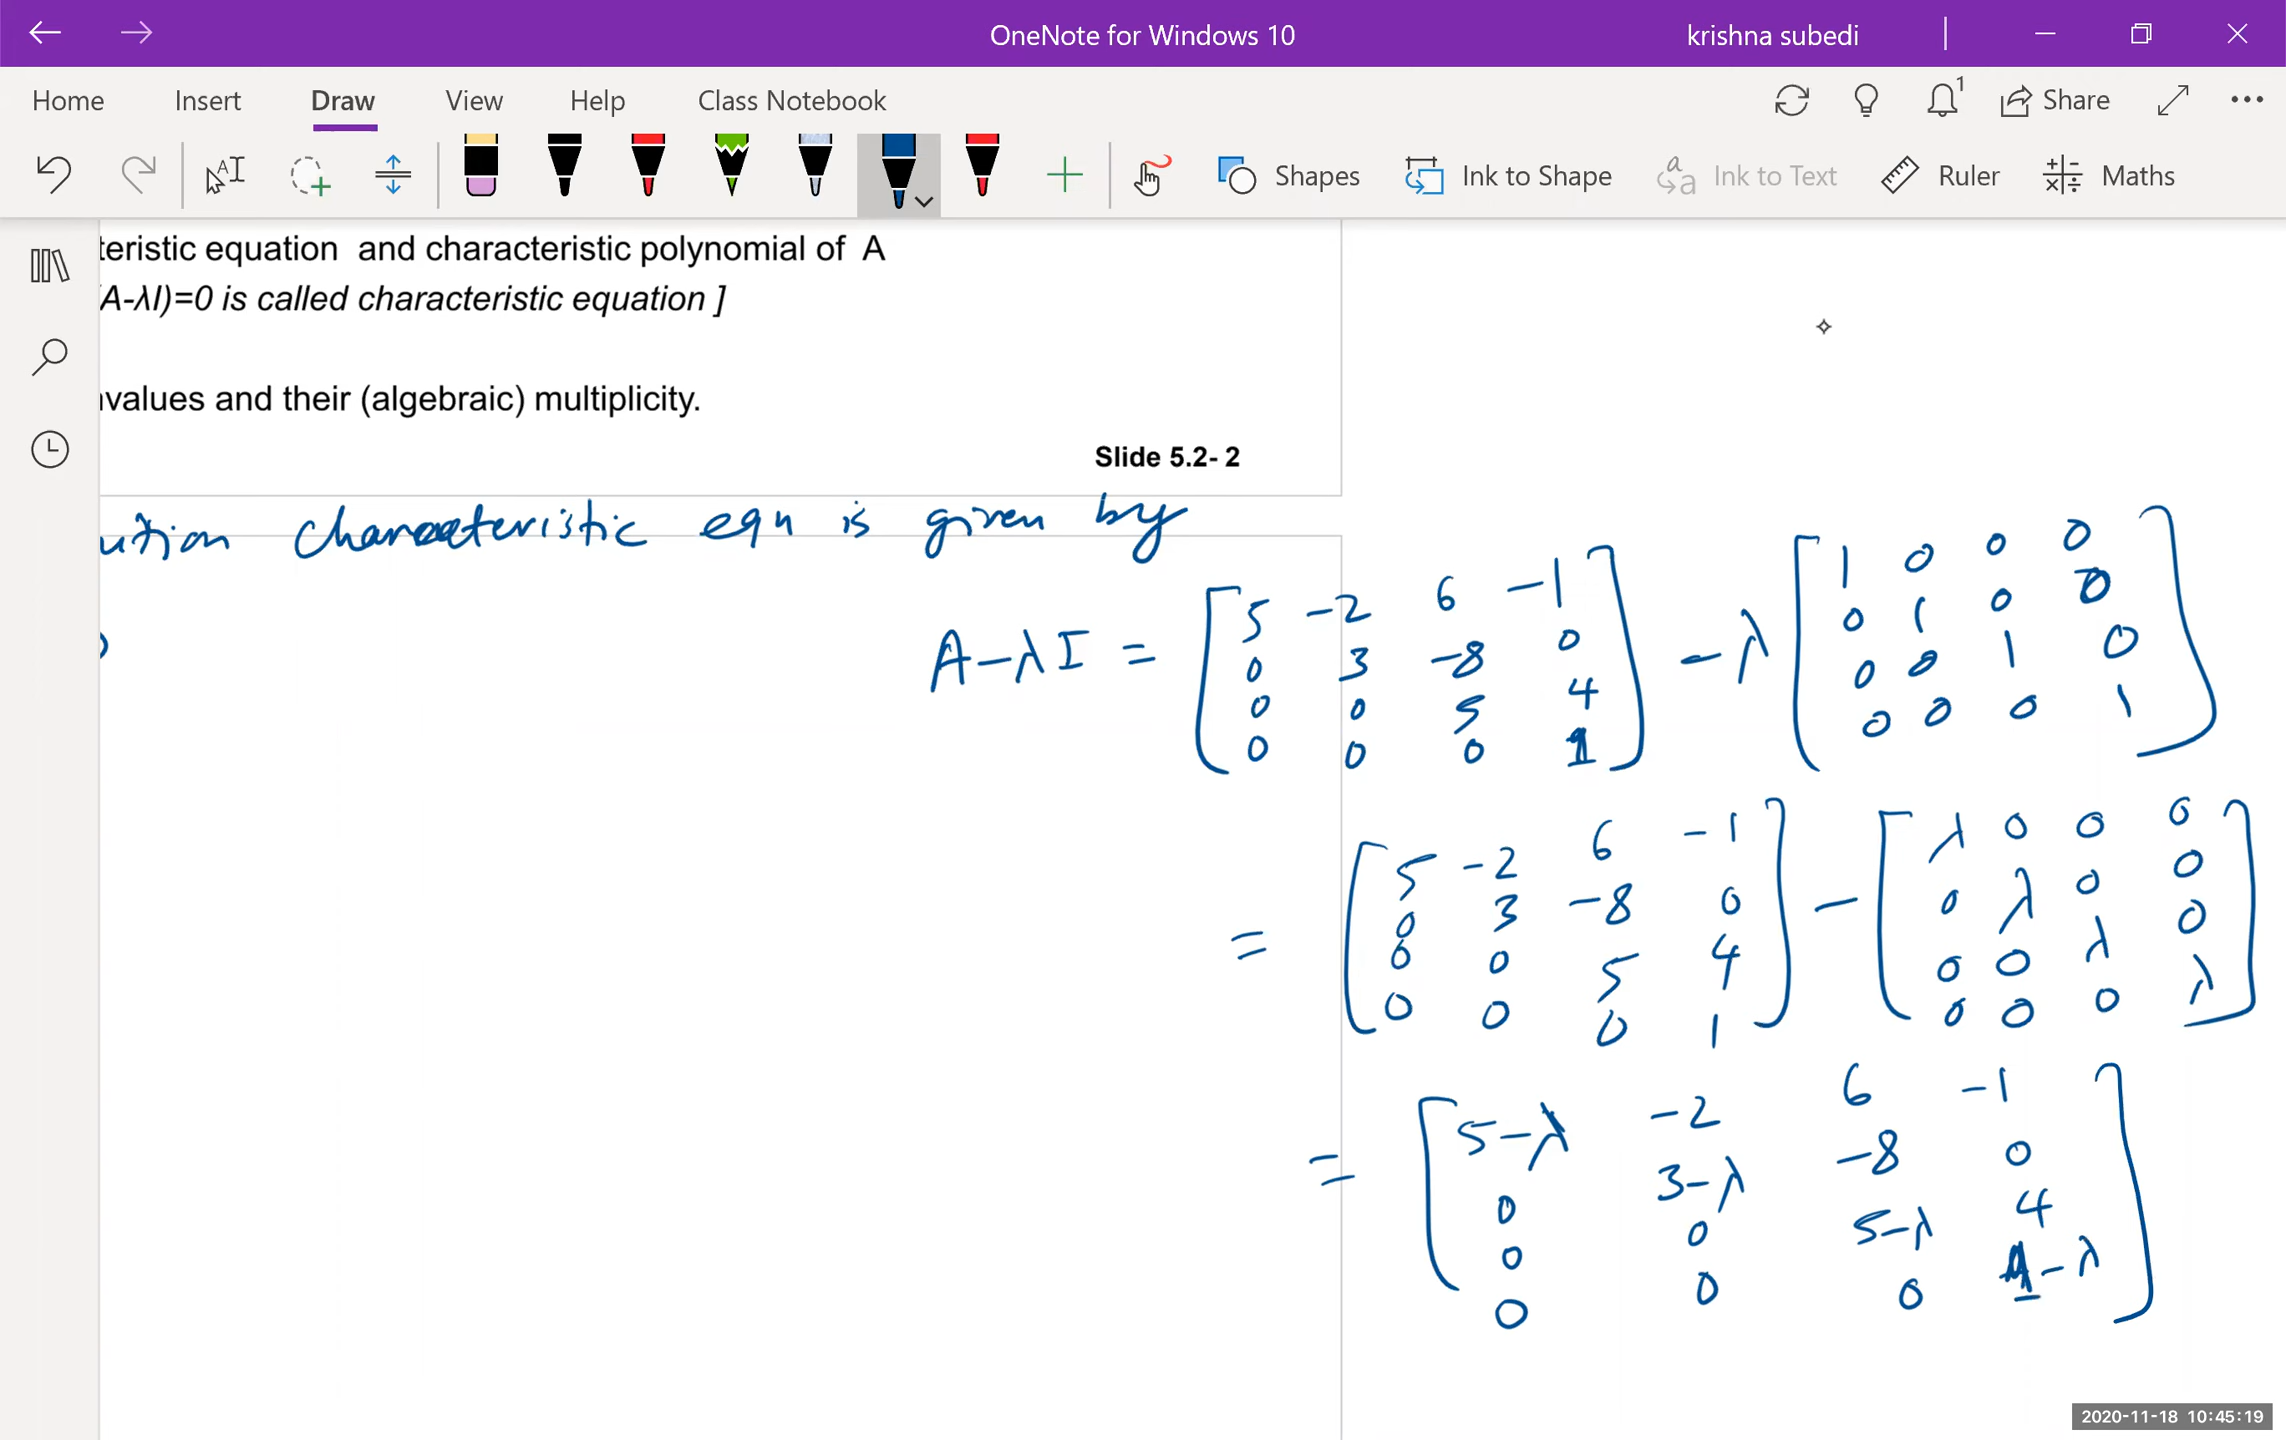 OneNote for Windows 10 krishna subedi
Home Insert Draw View Help Class Notebook Share
Shapes Ink to Shape Ink to Text Ruler Maths
teristic equation and characteristic polynomial of A
A-λI)=0 is called characteristic equation ]
values and their (algebraic) multiplicity.
Slide 5.2- 2
ution characteristic eqn is given by
A-λI = [5 -2 6 -1] - λ [1 0 0 0]
0 3 -8 0 0 1 0 0
0 0 5 4 0 0 1 0
0 0 0 1 0 0 0 1
= [5 -2 6 -1] - [λ 0 0 0]
0 3 -8 0 0 λ 0 0
0 0 5 4 0 0 λ 0
0 0 0 1 0 0 0 λ
= [5-λ -2 6 -1]
0 3-λ -8 0
0 0 5-λ 4
0 0 0 1-λ
2020-11-18 10:45:19